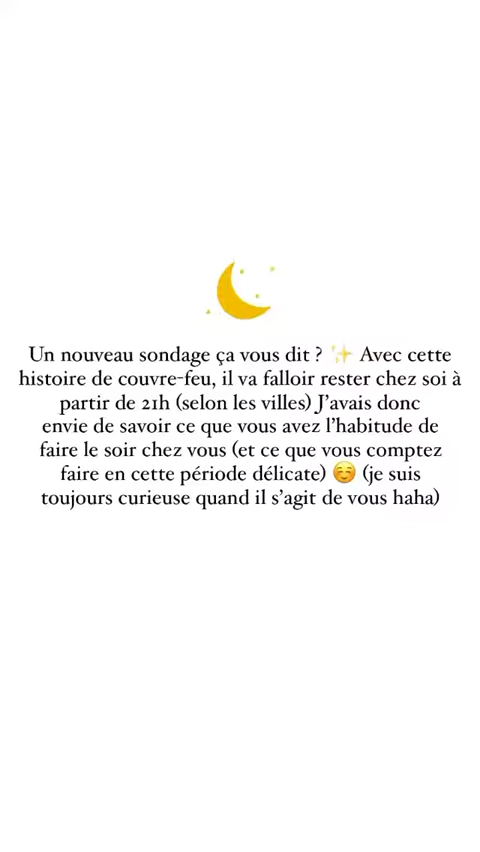 Un nouveau sondage ça vous dit ? ✨ Avec cette
histoire de couvre-feu, il va falloir rester chez soi à
partir de 21h (selon les villes) J’avais donc
envie de savoir ce que vous avez l’habitude de
faire le soir chez vous (et ce que vous comptez
faire en cette période délicate) ☺️ (je suis
toujours curieuse quand il s’agit de vous haha)